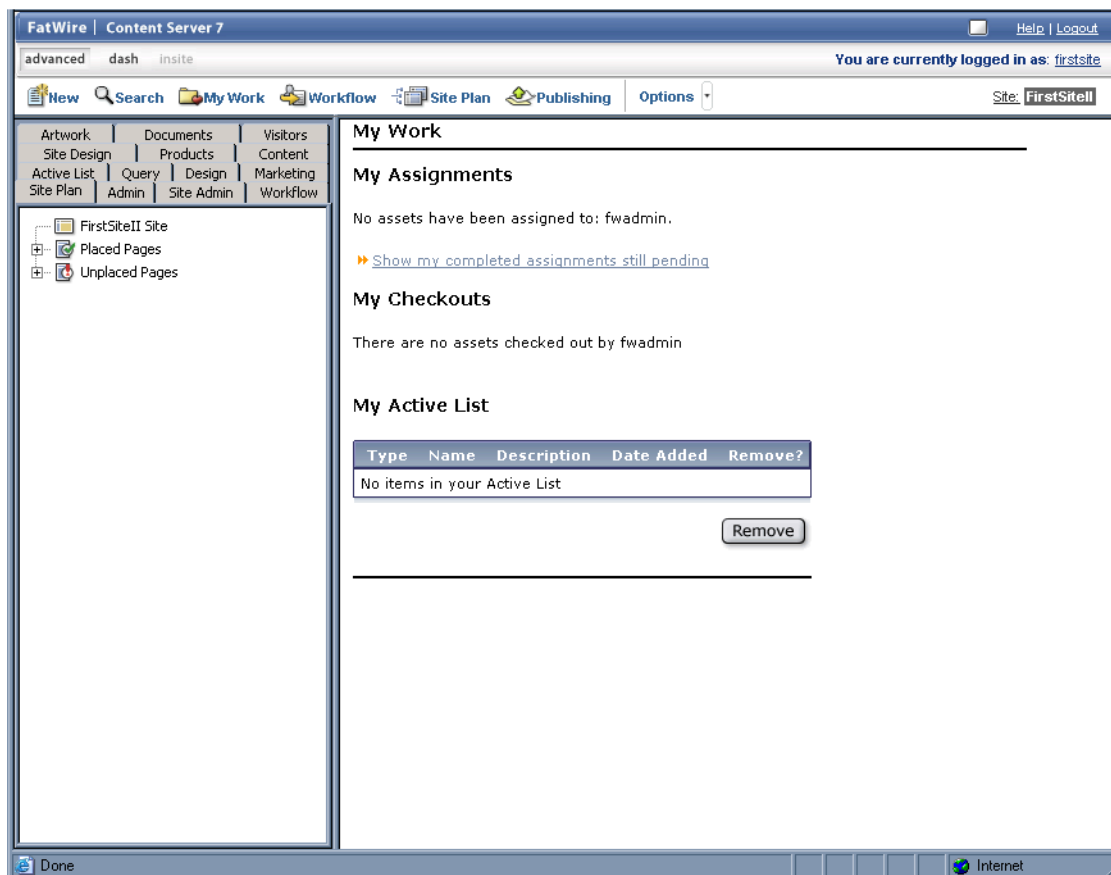 FatWire | Content Server 7
Help | Logout
advanced dash insite
You are currently logged in as: firstsite
New Search My Work Workflow Site Plan Publishing Options
Site: FirstSiteII
Artwork Documents Visitors
Site Design Products Content
Active List Query Design Marketing
Site Plan Admin Site Admin Workflow
FirstSiteII Site
Placed Pages
Unplaced Pages
My Work
My Assignments
No assets have been assigned to: fwadmin.
Show my completed assignments still pending
My Checkouts
There are no assets checked out by fwadmin
My Active List
Type Name Description Date Added Remove?
No items in your Active List
Remove
Done
Internet